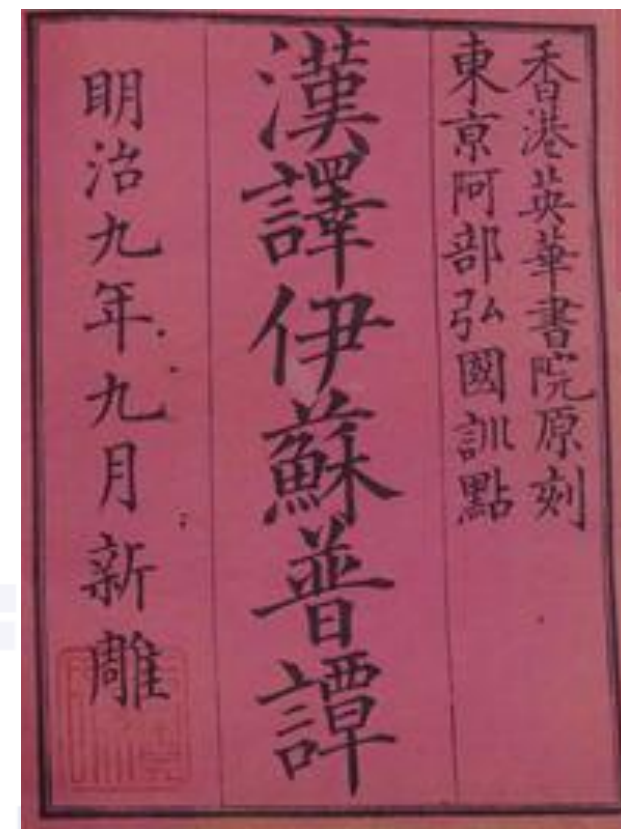 香港英華書院原刻
東京阿部弘國訓點
漢譯伊蘇普譚
明治九年九月新雕